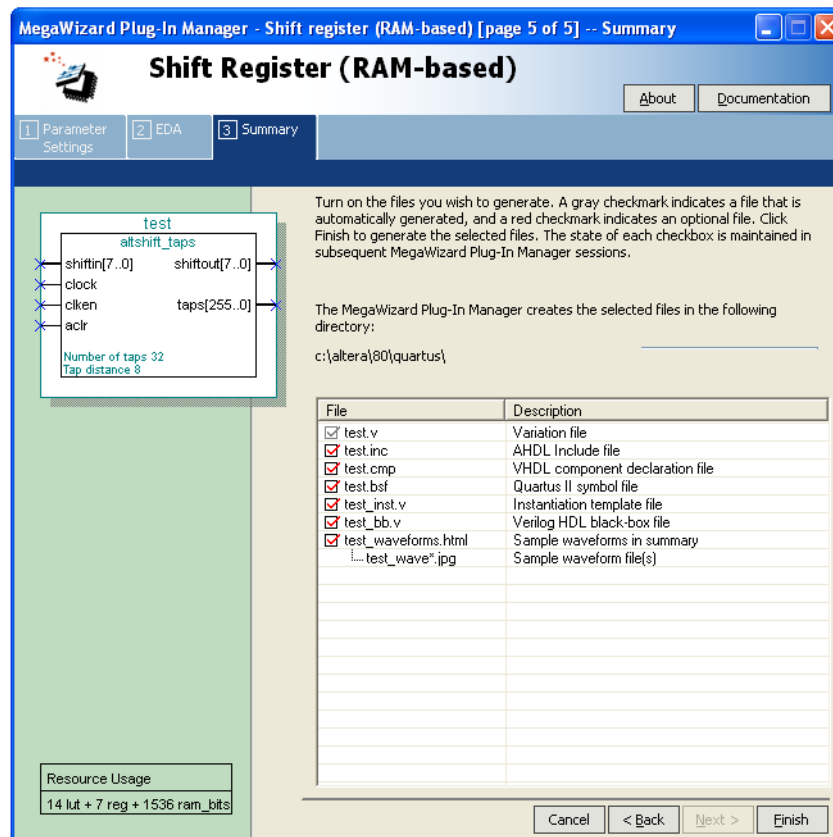 MegaWizard Plug-In Manager - Shift register (RAM-based) [page 5 of 5] -- Summary
Shift Register (RAM-based)
About
Documentation
1 Parameter Settings
2 EDA
3 Summary
test
altshift_taps
shiftin[7..0] shiftout[7..0]
clock
clken taps[255..0]
aclr
Number of taps 32
Tap distance 8
Resource Usage
14 lut + 7 reg + 1536 ram_bits
Turn on the files you wish to generate. A gray checkmark indicates a file that is
automatically generated, and a red checkmark indicates an optional file. Click
Finish to generate the selected files. The state of each checkbox is maintained in
subsequent MegaWizard Plug-In Manager sessions.
The MegaWizard Plug-In Manager creates the selected files in the following
directory:
c:\altera\80\quartus\
File Description
test.v Variation file
test.inc AHDL Include file
test.cmp VHDL component declaration file
test.bsf Quartus II symbol file
test_inst.v Instantiation template file
test_bb.v Verilog HDL black-box file
test_waveforms.html Sample waveforms in summary
test_wave*.jpg Sample waveform file(s)
Cancel
< Back
Next >
Finish